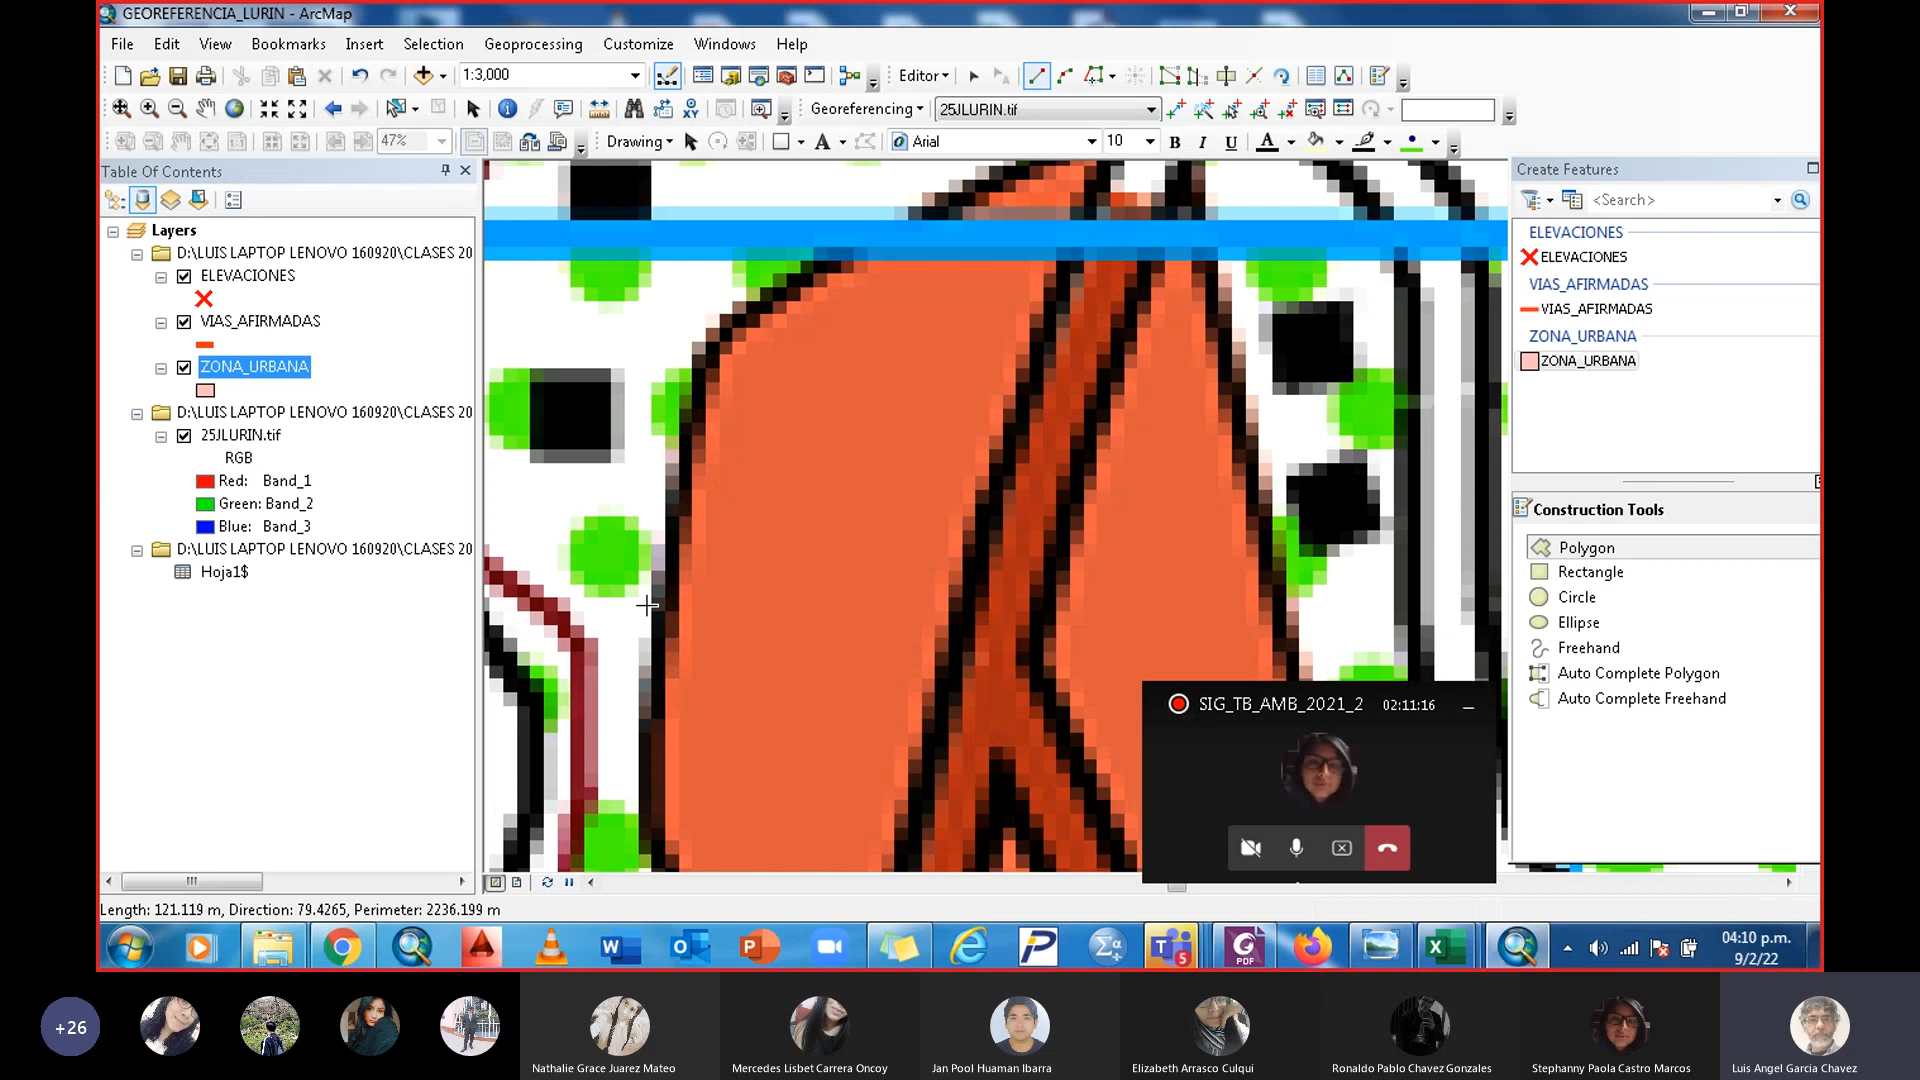 GEOREFERENCIA_LURIN - ArcMap
File Edit View Bookmarks Insert Selection Geoprocessing Customize Windows Help
1:3,000 Editor
Georeferencing 25JLURIN.tif
47% Drawing A Arial 10 B I U A
Table Of Contents
Layers
D:\LUIS LAPTOP LENOVO 160920\CLASES 20
ELEVACIONES
VIAS_AFIRMADAS
ZONA_URBANA
D:\LUIS LAPTOP LENOVO 160920\CLASES 20
25JLURIN.tif
RGB
Red: Band_1
Green: Band_2
Blue: Band_3
D:\LUIS LAPTOP LENOVO 160920\CLASES 20
Hoja1$
Create Features
<Search>
ELEVACIONES
ELEVACIONES
VIAS_AFIRMADAS
VIAS_AFIRMADAS
ZONA_URBANA
ZONA_URBANA
Construction Tools
Polygon
Rectangle
Circle
Ellipse
Freehand
Auto Complete Polygon
Auto Complete Freehand
SIG_TB_AMB_2021_2 02:11:16
Length: 121.119 m, Direction: 79.4265, Perimeter: 2236.199 m
04:10 p.m.
9/2/22
+26
Nathalie Grace Juarez Mateo
Mercedes Lisbet Carrera Oncoy
Jan Pool Huaman Ibarra
Elizabeth Arrasco Culqui
Ronaldo Pablo Chavez Gonzales
Stephanny Paola Castro Marcos
Luis Angel Garcia Chavez